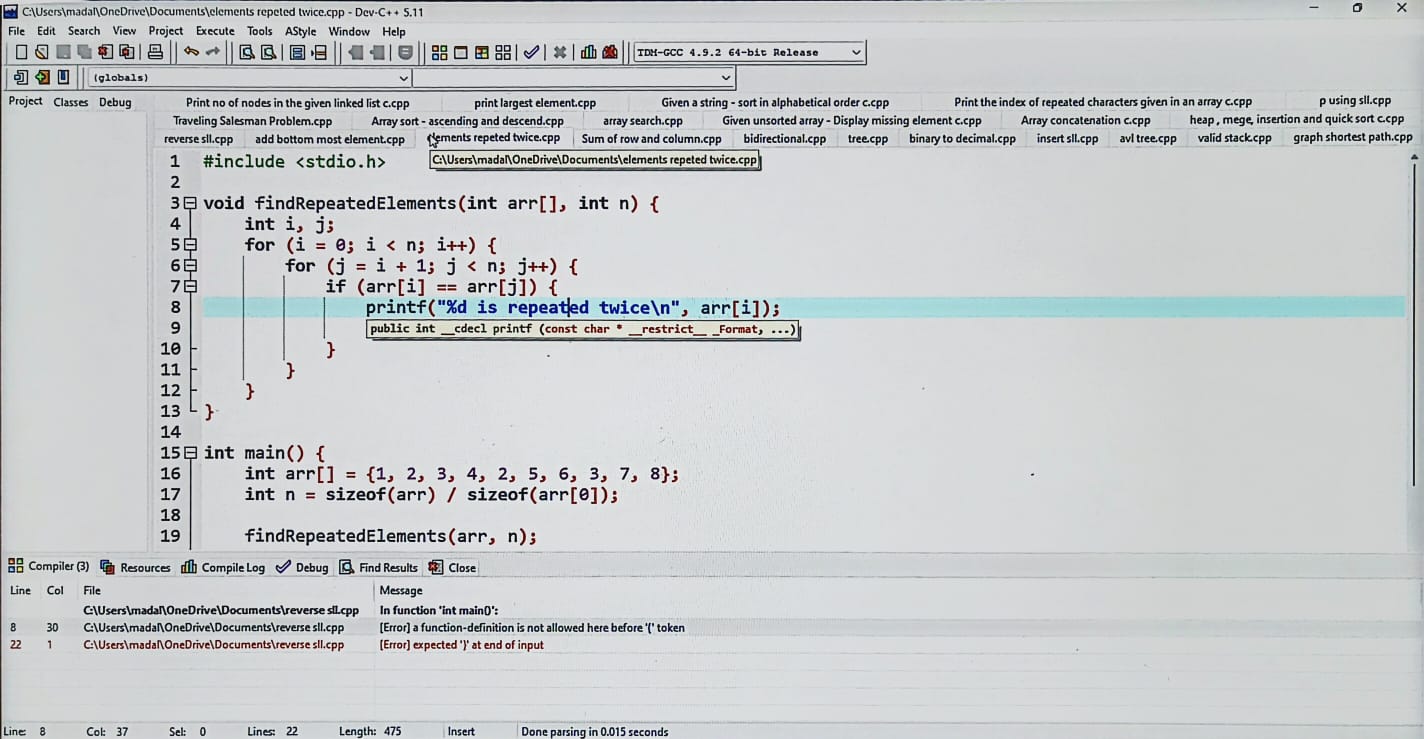 C:\Users\madal\OneDrive\Documents\elements repeted twice.cpp - Dev-C++ 5.11
File Edit Search View Project Execute Tools AStyle Window Help
TDM-GCC 4.9.2 64-bit Release
(globals)
Project Classes Debug
Print no of nodes in the given linked list c.cpp print largest element.cpp Given a string - sort in alphabetical order c.cpp Print the index of repeated characters given in an array c.cpp p using sll.cpp
Traveling Salesman Problem.cpp Array sort - ascending and descend.cpp array search.cpp Given unsorted array - Display missing element c.cpp Array concatenation c.cpp heap , mege, insertion and quick sort c.cpp
reverse sll.cpp add bottom most element.cpp elements repeted twice.cpp Sum of row and column.cpp bidirectional.cpp tree.cpp binary to decimal.cpp insert sll.cpp avl tree.cpp valid stack.cpp graph shortest path.cpp
C:\Users\madal\OneDrive\Documents\elements repeted twice.cpp
1 #include <stdio.h>
2
3 void findRepeatedElements(int arr[], int n) {
4 int i, j;
5 for (i = 0; i < n; i++) {
6 for (j = i + 1; j < n; j++) {
7 if (arr[i] == arr[j]) {
8 printf("%d is repeated twice\n", arr[i]);
9 public int __cdecl printf (const char * __restrict__ _Format, ...)
10 }
11 }
12 }
13 }
14
15 int main() {
16 int arr[] = {1, 2, 3, 4, 2, 5, 6, 3, 7, 8};
17 int n = sizeof(arr) / sizeof(arr[0]);
18
19 findRepeatedElements(arr, n);
Compiler (3) Resources Compile Log Debug Find Results Close
Line Col File Message
C:\Users\madal\OneDrive\Documents\reverse sll.cpp In function 'int main()':
8 30 C:\Users\madal\OneDrive\Documents\reverse sll.cpp [Error] a function-definition is not allowed here before '{' token
22 1 C:\Users\madal\OneDrive\Documents\reverse sll.cpp [Error] expected '}' at end of input
Line: 8 Col: 37 Sel: 0 Lines: 22 Length: 475 Insert Done parsing in 0.015 seconds